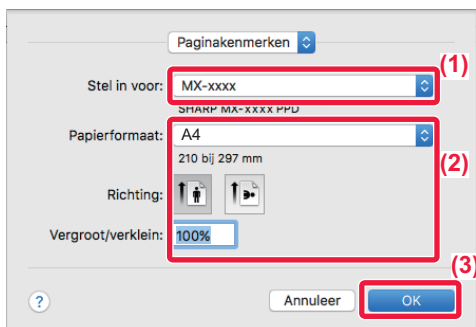 Paginakenmerken
(1)
Stel in voor: MX-xxxx
SHARP MX-xxxx PPD
Papierformaat: A4
210 bij 297 mm
(2)
Richting:
Vergroot/verklein: 100%
(3)
? Annuleer OK